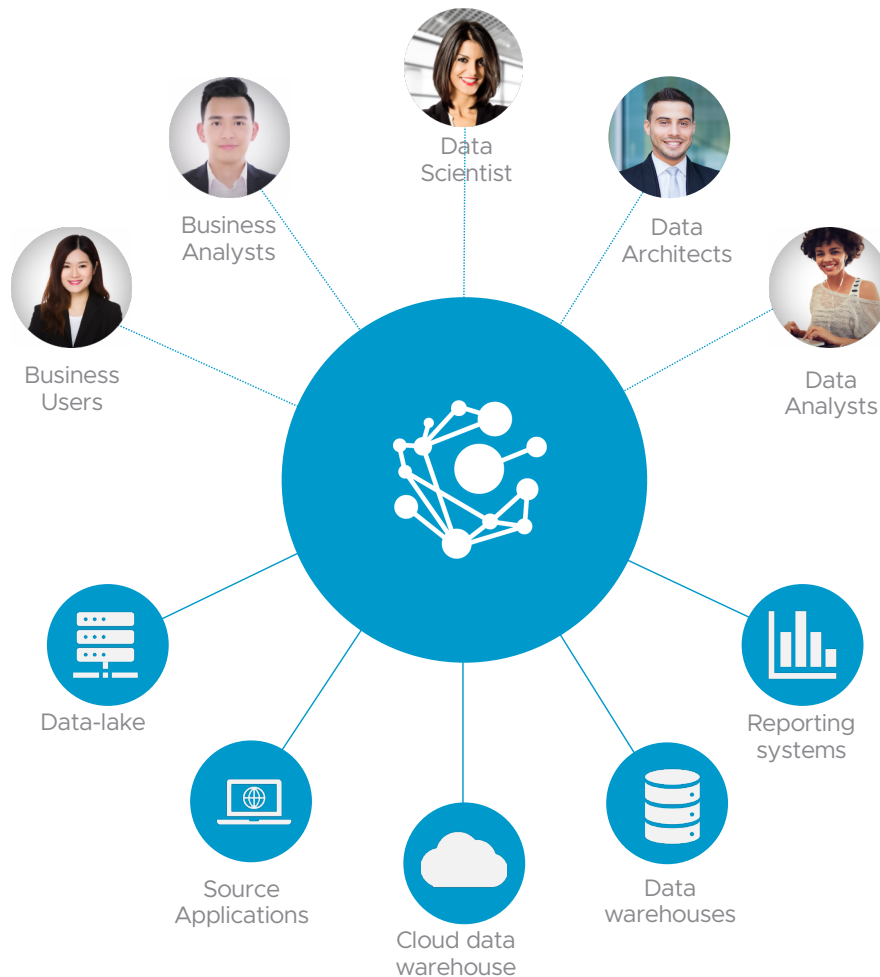 Data
Scientist
Business
Analysts
Data
Architects
Business
Users
Data
Analysts
Data-lake
Reporting
systems
Source
Applications
Data
warehouses
Cloud data
warehouse